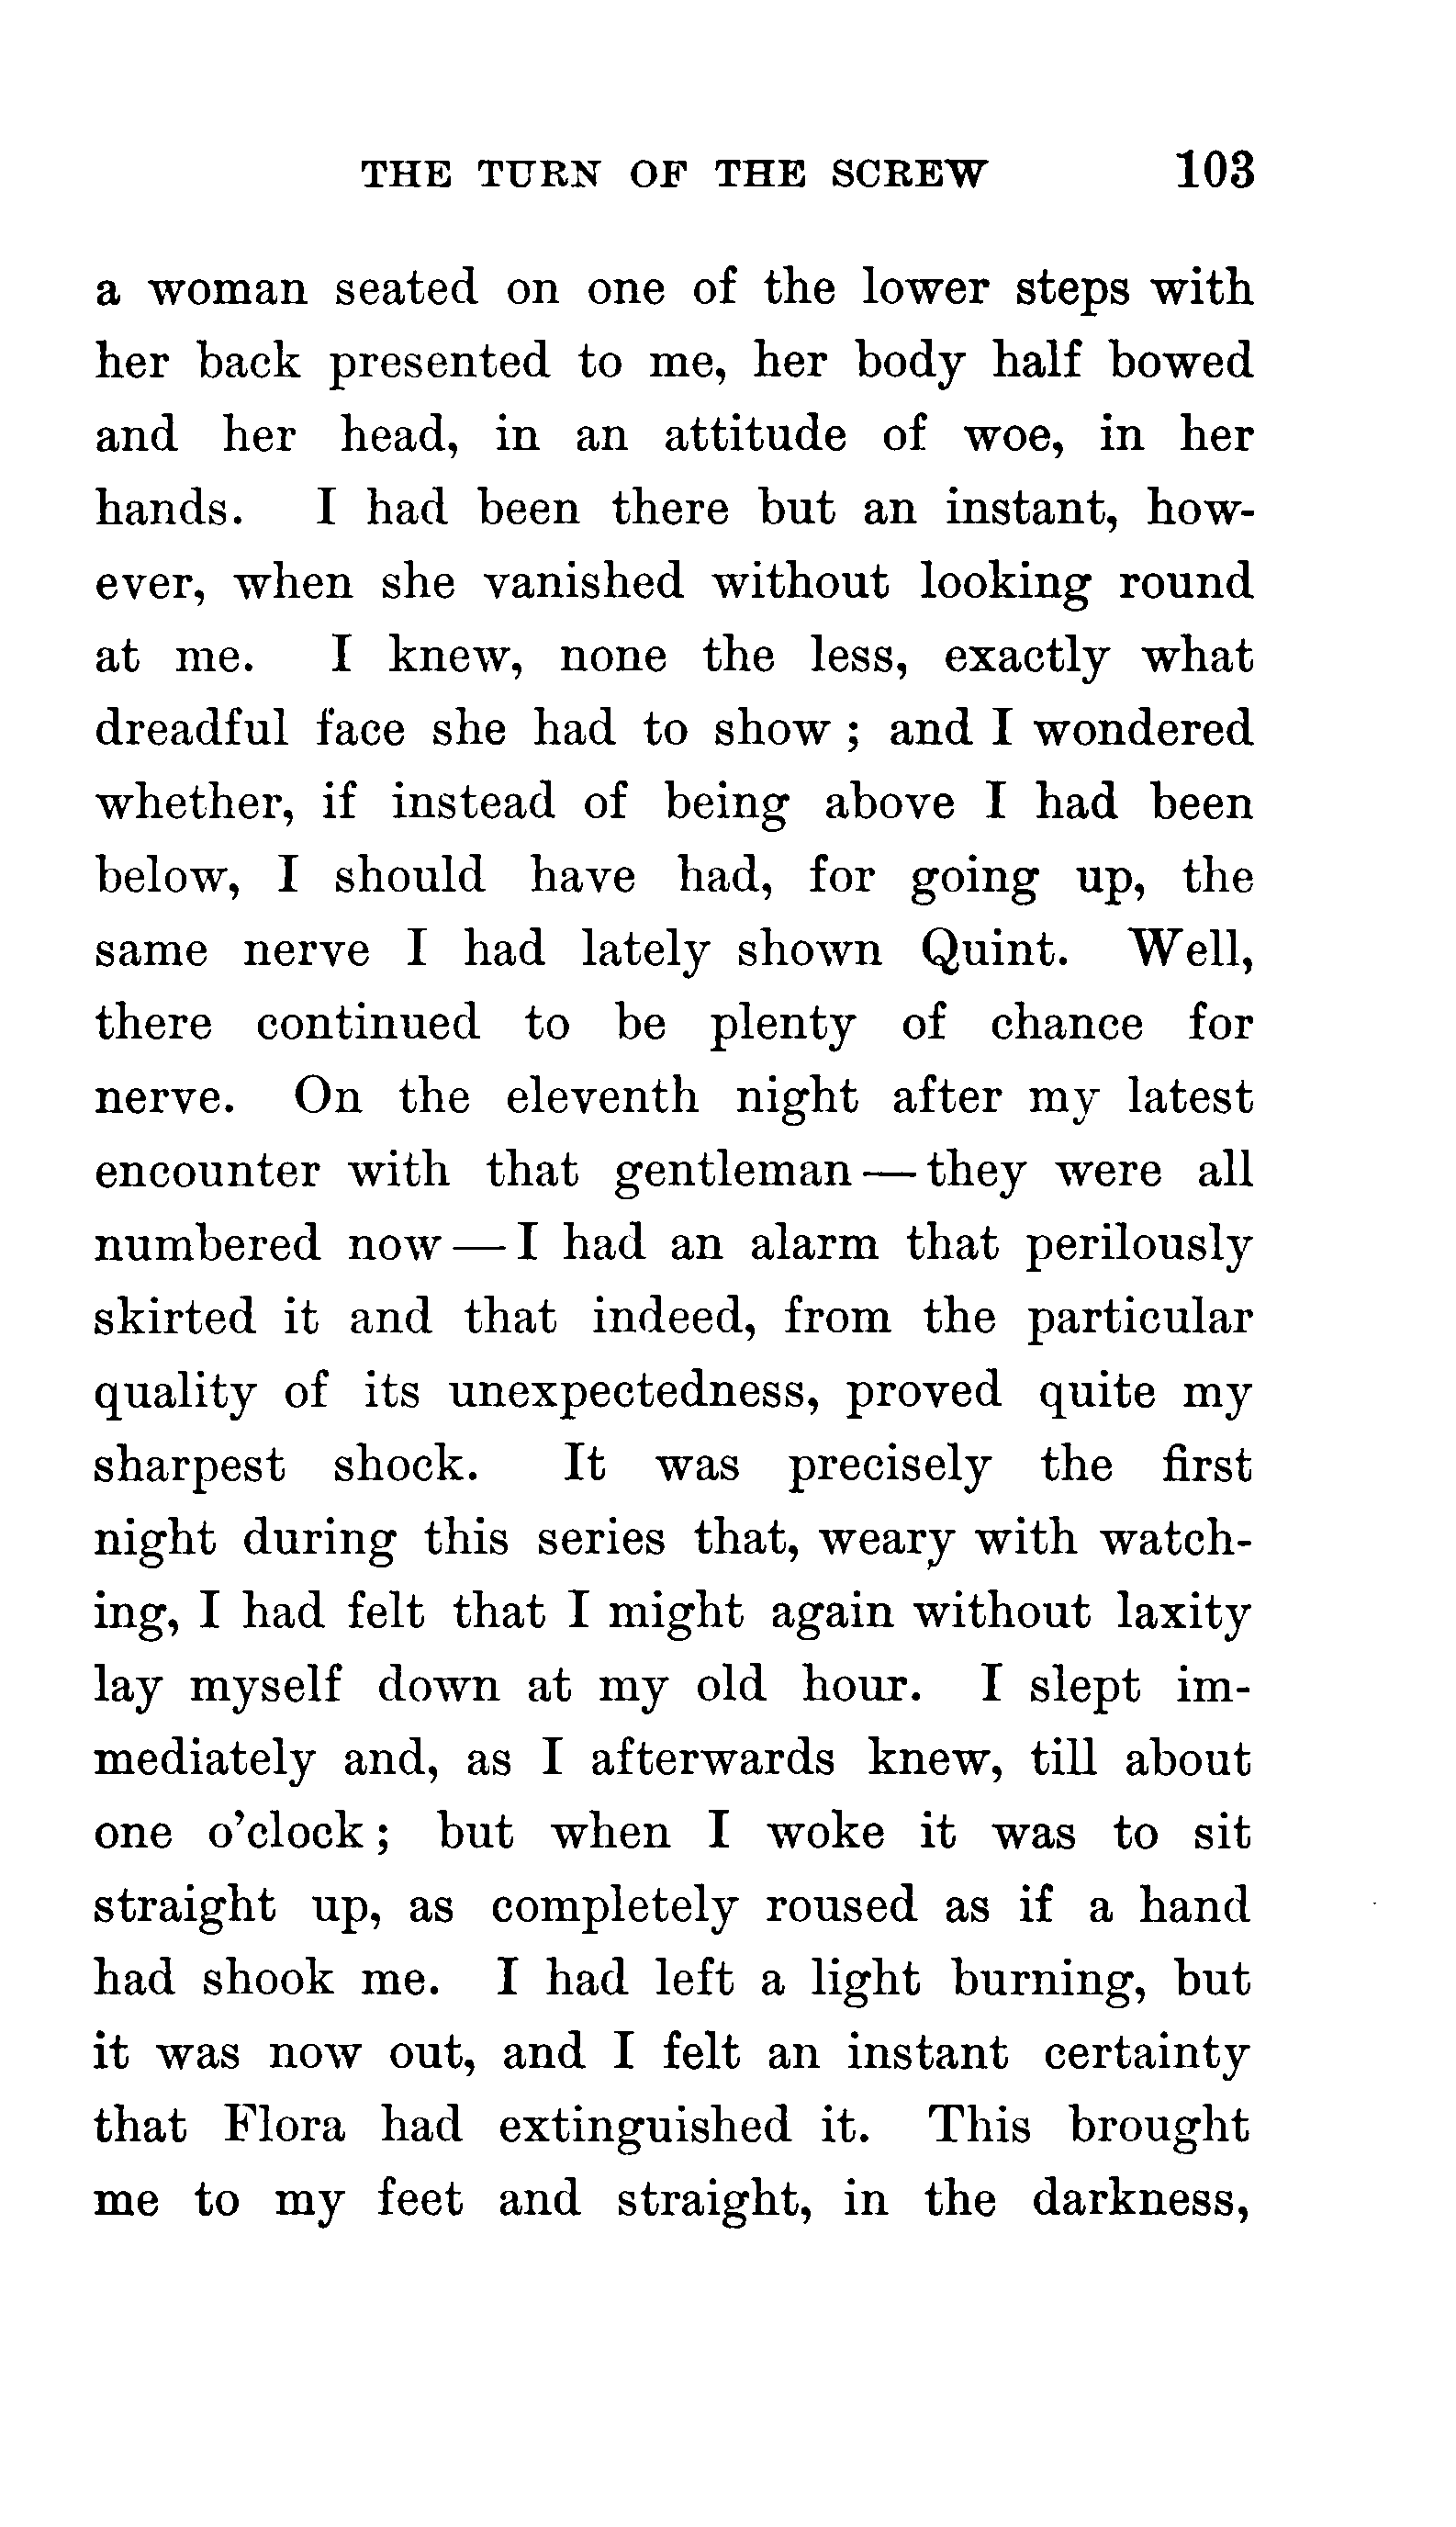 THE TURN OF THE SCREW 103
a woman seated on one of the lower steps with
her back presented to me, her body half bowed
and her head, in an attitude of woe, in her
hands. I had been there but an instant, how-
ever, when she vanished without looking round
at me. I knew, none the less, exactly what
dreadful face she had to show ; and I wondered
whether, if instead of being above I had been
below, I should have had, for going up, the
same nerve I had lately shown Quint. Well,
there continued to be plenty of chance for
nerve. On the eleventh night after my latest
encounter with that gentleman — they were all
numbered now — I had an alarm that perilously
skirted it and that indeed, from the particular
quality of its unexpectedness, proved quite my
sharpest shock. It was precisely the first
night during this series that, weary with watch-
ing, I had felt that I might again without laxity
lay myself down at my old hour. I slept im-
mediately and, as I afterwards knew, till about
one o’clock ; but when I woke it was to sit
straight up, as completely roused as if a hand
had shook me. I had left a light burning, but
it was now out, and I felt an instant certainty
that Flora had extinguished it. This brought
me to my feet and straight, in the darkness,